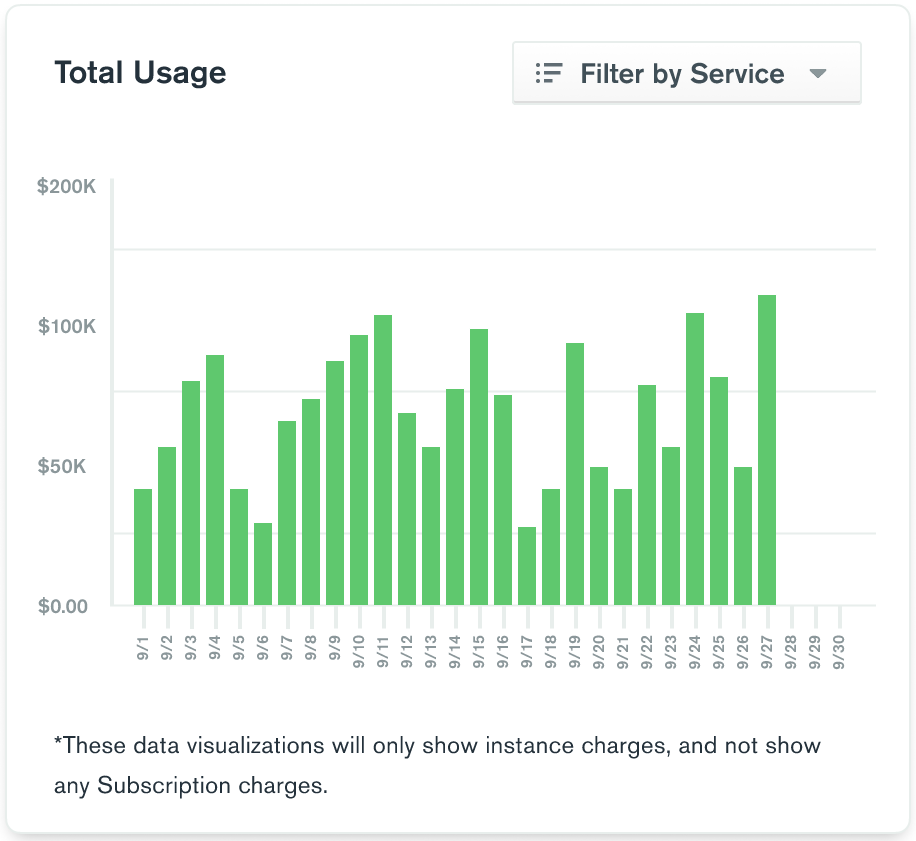 Total Usage
Filter by Service
$200K
$100K
$50K
$0.00
9/1 9/2 9/3 9/4 9/5 9/6 9/7 9/8 9/9 9/10 9/11 9/12 9/13 9/14 9/15 9/16 9/17 9/18 9/19 9/20 9/21 9/22 9/23 9/24 9/25 9/26 9/27 9/28 9/29 9/30
*These data visualizations will only show instance charges, and not show
any Subscription charges.